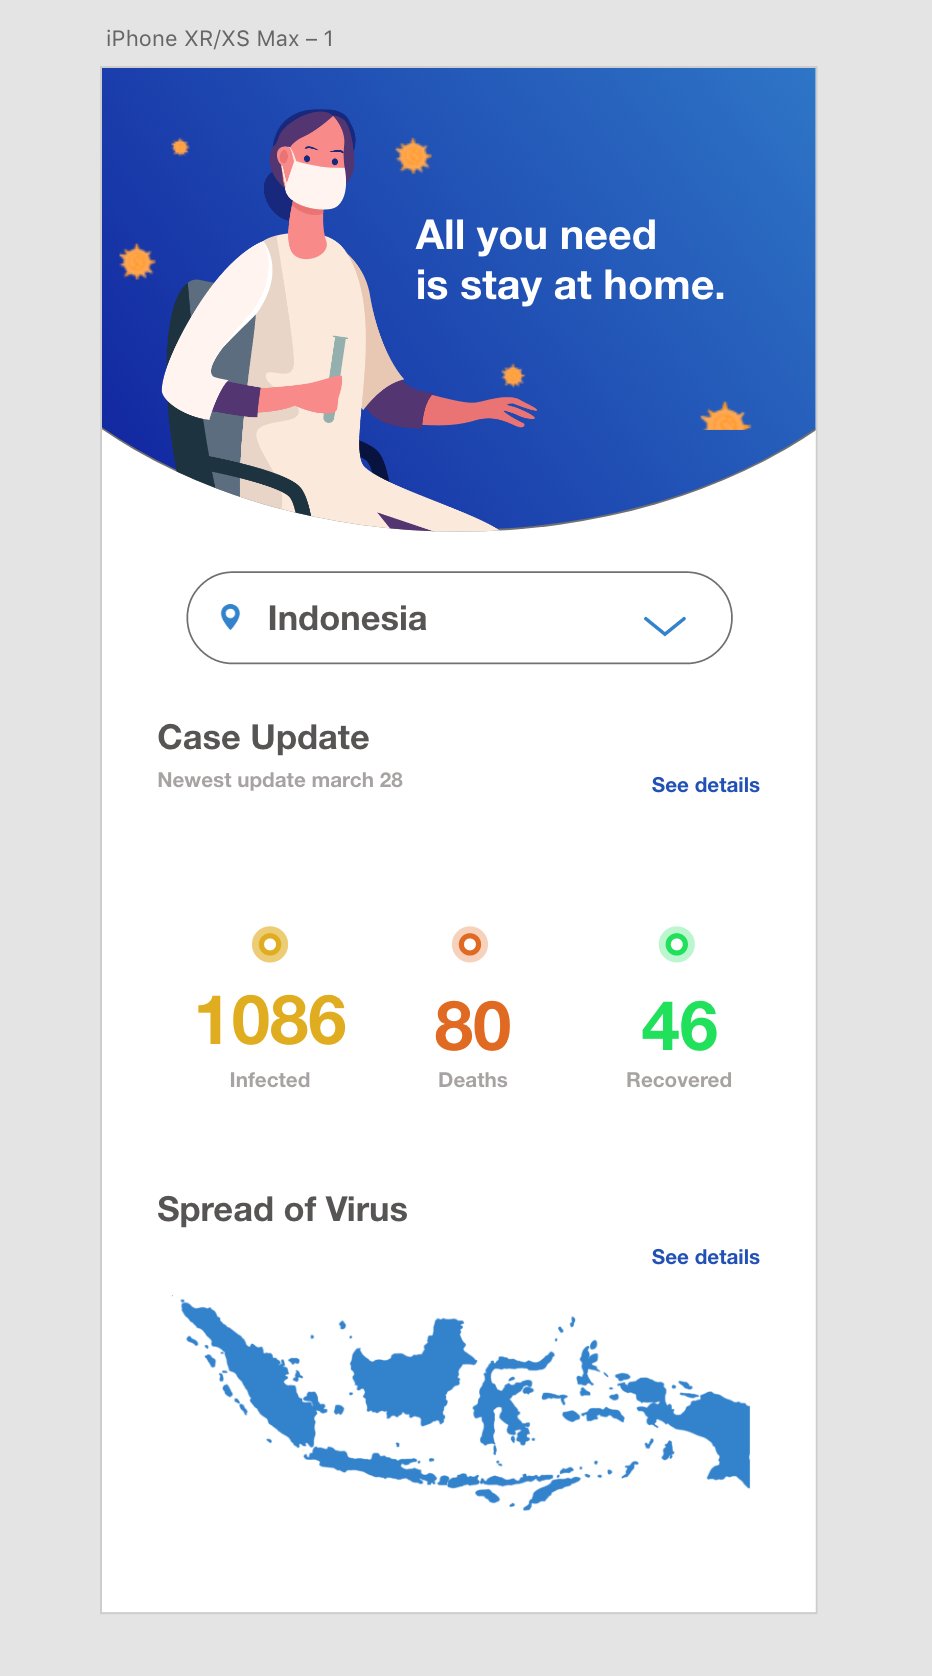 iPhone XR/XS Max – 1
All you need
is stay at home.
Indonesia
Case Update
Newest update march 28
See details
1086
80
46
Infected
Deaths
Recovered
Spread of Virus
See details